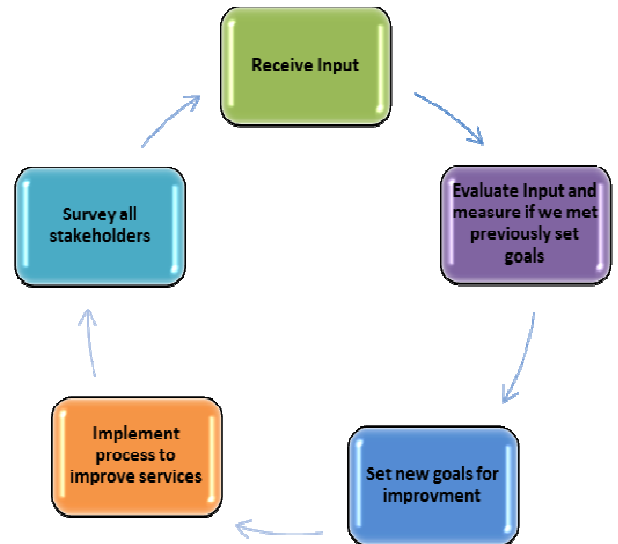 Receive Input
Evaluate Input and
measure if we met
previously set
goals
Set new goals for
improvment
Implement
process to
improve services
Survey all
stakeholders